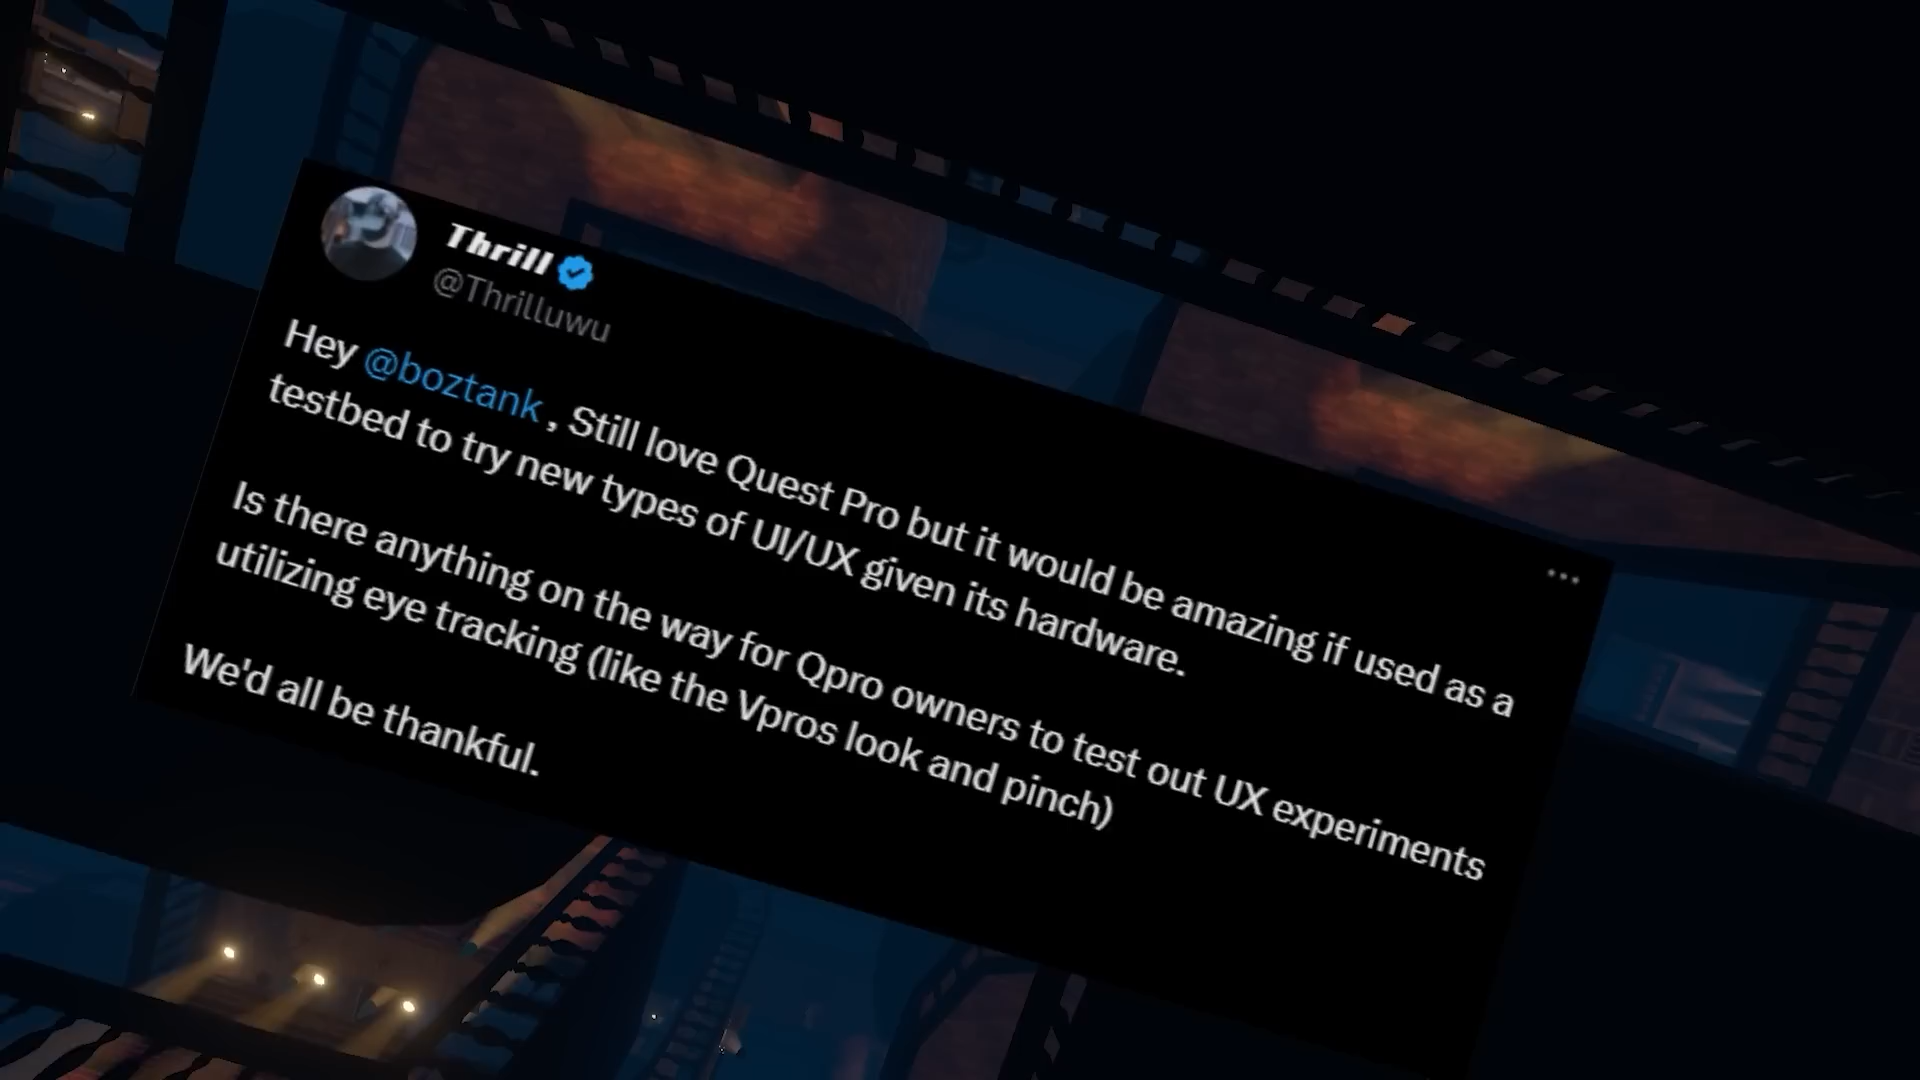 Thrill
@Thrilluwu
Hey @boztank , Still love Quest Pro but it would be amazing if used as a
testbed to try new types of UI/UX given its hardware.
Is there anything on the way for Qpro owners to test out UX experiments
utilizing eye tracking (like the Vpros look and pinch)
We'd all be thankful.